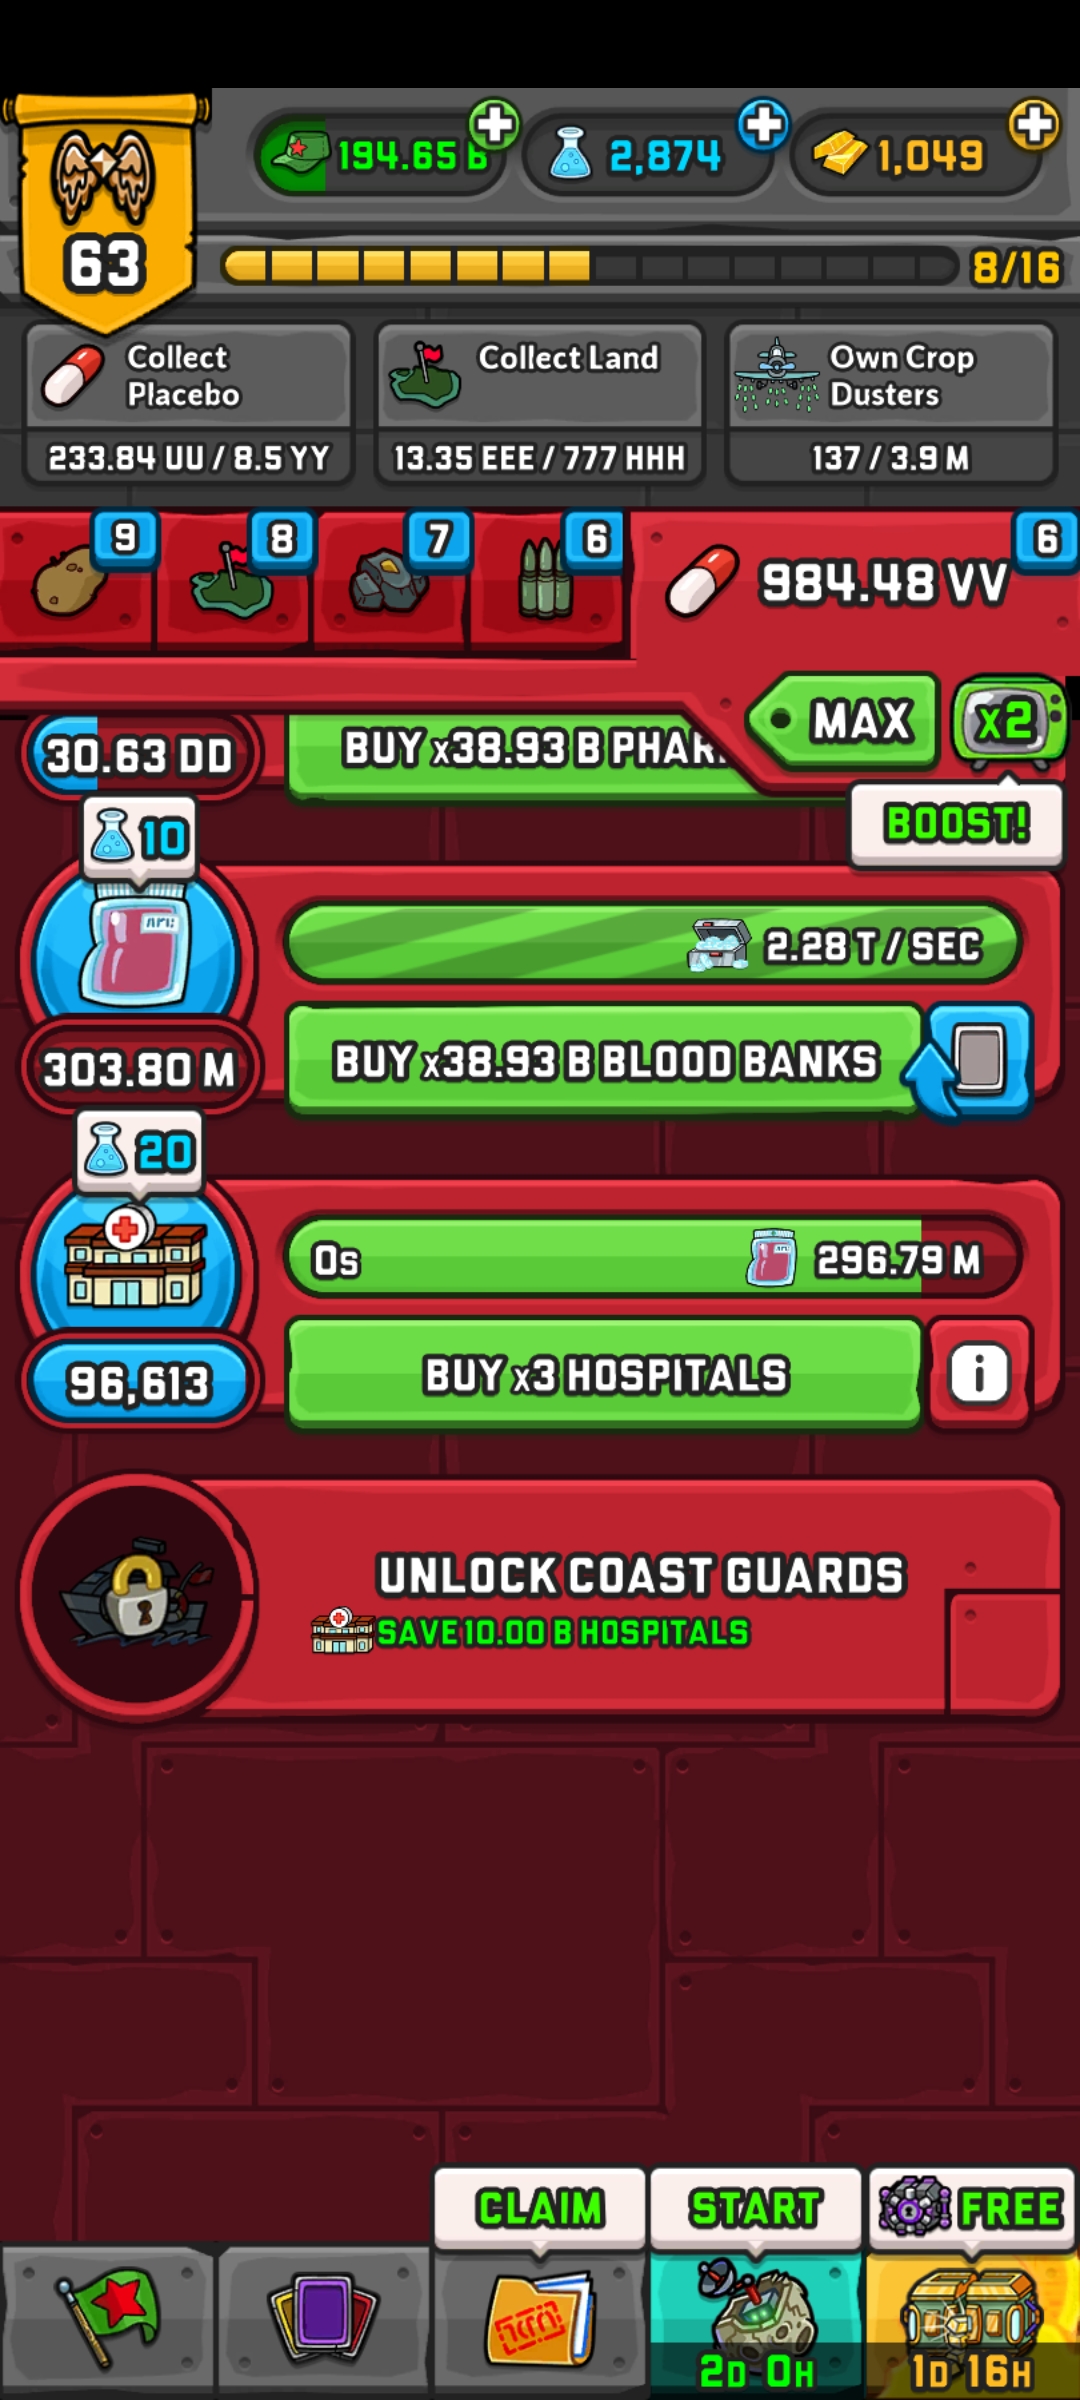 194.65 B
2,874
1,049
63
8/16
Collect
Placebo
233.84 UU / 8.5 YY
Collect Land
13.35 EEE / 777 HHH
Own Crop
Dusters
137 / 3.9 M
9
8
7
6
984.48 VV
6
MAX
x2
BOOST!
30.63 DD
BUY x38.93 B PHAR
10
2.28 T / SEC
303.80 M
BUY x38.93 B BLOOD BANKS
20
0s
296.79 M
96,613
BUY x3 HOSPITALS
i
UNLOCK COAST GUARDS
SAVE 10.00 B HOSPITALS
CLAIM
START
FREE
2D 0H
1D 16H